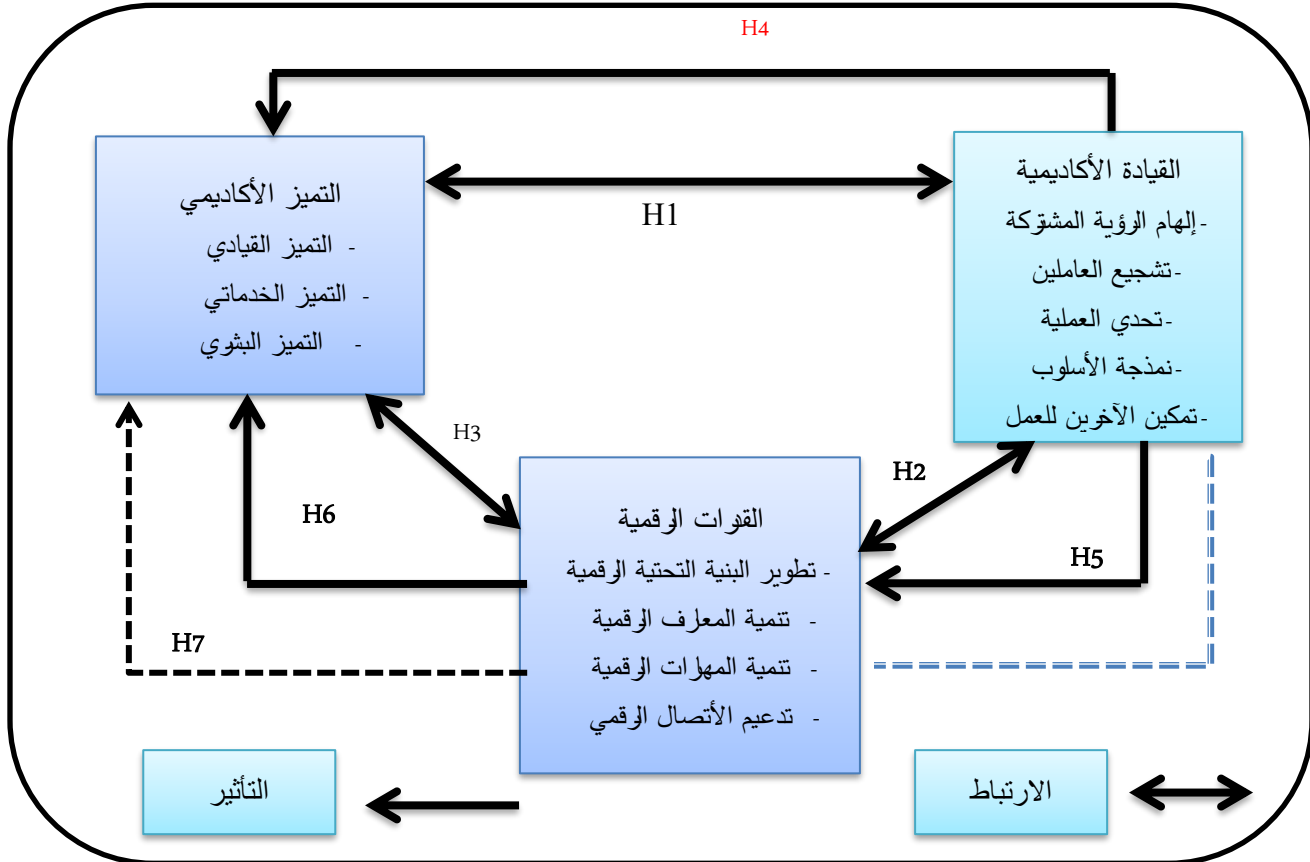 H4
القيادة الأكاديمية
-إلهام الرؤية المشتركة
-تشجيع العاملين
-تحدي العملية
-نمذجة الأسلوب
-تمكين الآخرين للعمل
H1
التميز الأكاديمي
- التميز القيادي
- التميز الخدماتي
- التميز البشري
H3
H2
القدرات الرقمية
- تطوير البنية التحتية الرقمية
- تنمية المعارف الرقمية
- تنمية المهارات الرقمية
- تدعيم الأتصال الرقمي
H6
H5
H7
الارتباط
التأثير